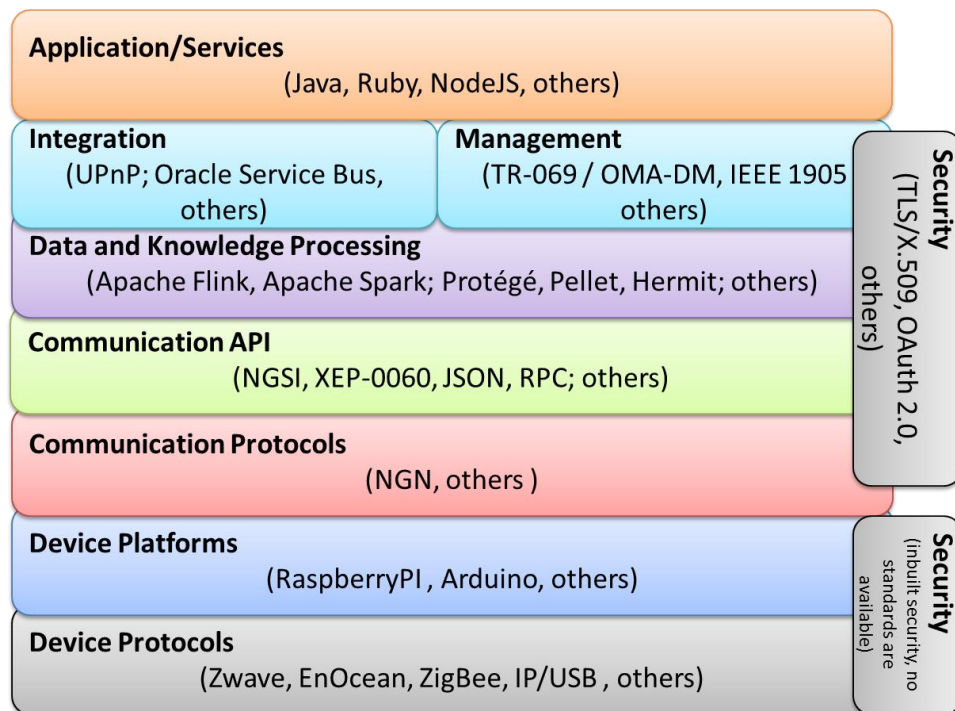 Application/Services
(Java, Ruby, NodeJS, others)
Integration
(UPnP; Oracle Service Bus,
others)
Management
(TR-069 / OMA-DM, IEEE 1905
others)
Data and Knowledge Processing
(Apache Flink, Apache Spark; Protégé, Pellet, Hermit; others)
Communication API
(NGSI, XEP-0060, JSON, RPC; others)
Communication Protocols
(NGN, others )
Device Platforms
(RaspberryPI , Arduino, others)
Device Protocols
(Zwave, EnOcean, ZigBee, IP/USB , others)
Security
(TLS/X.509, OAuth 2.0,
others)
Security
(inbuilt security, no
standards are
available)